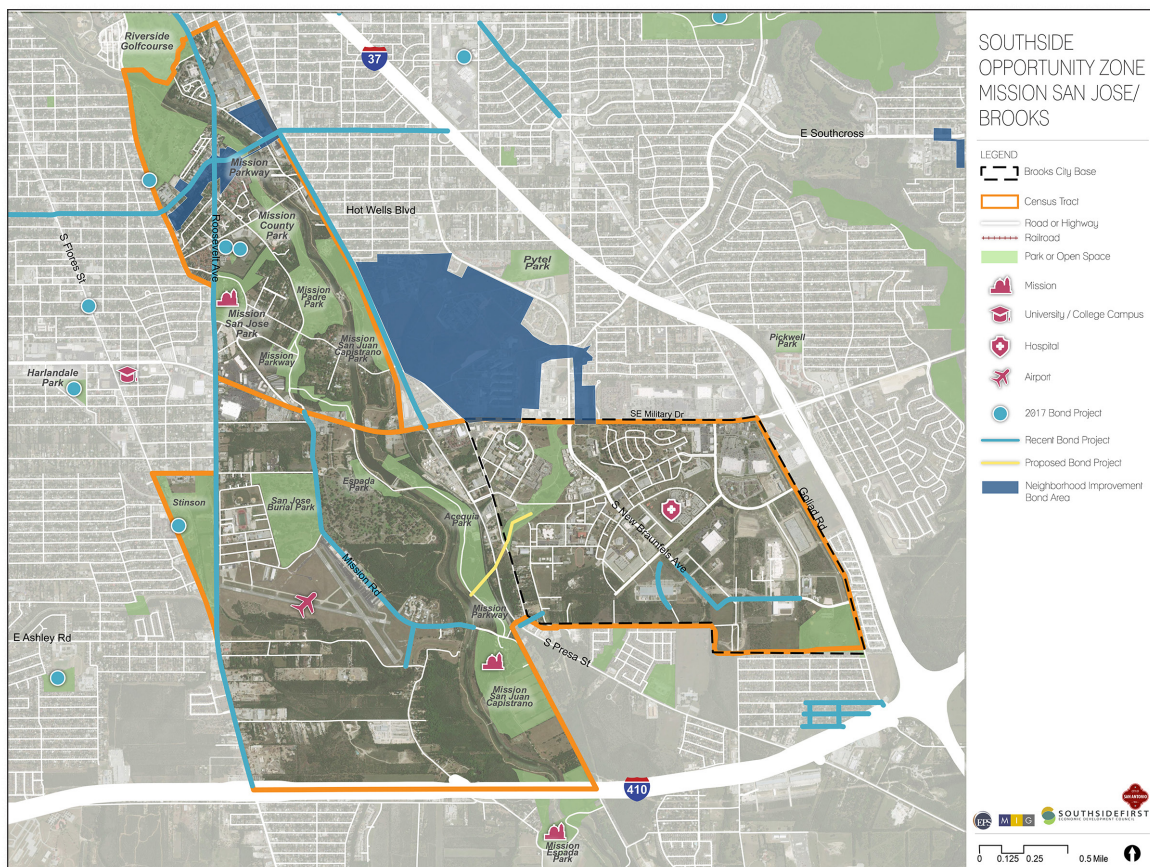 Riverside
Golfcourse
37
E Southcross
Mission
Parkway
Mission
County
Park
Hot Wells Blvd
Roosevelt Ave
S Flores St
Pytel
Park
Mission
Padre
Park
Mission
San Jose
Park
Mission
San Juan
Capistrano
Park
Mission
Parkway
Pickwell
Park
Harlandale
Park
SE Military Dr
Stinson
San Jose
Burial Park
Espada
Park
Acequia
Park
S New Braunfels Ave
Goliad Rd
Mission Rd
Mission
Parkway
E Ashley Rd
S Presa St
Mission
San Juan
Capistrano
410
Mission
Espada
Park
SOUTHSIDE
OPPORTUNITY ZONE
MISSION SAN JOSE/
BROOKS
LEGEND
Brooks City Base
Census Tract
Road or Highway
Railroad
Park or Open Space
Mission
University / College Campus
Hospital
Airport
2017 Bond Project
Recent Bond Project
Proposed Bond Project
Neighborhood Improvement
Bond Area
SAN ANTONIO
EPS
M I G
SOUTHSIDEFIRST
ECONOMIC DEVELOPMENT COUNCIL
0 0.125 0.25 0.5 Mile